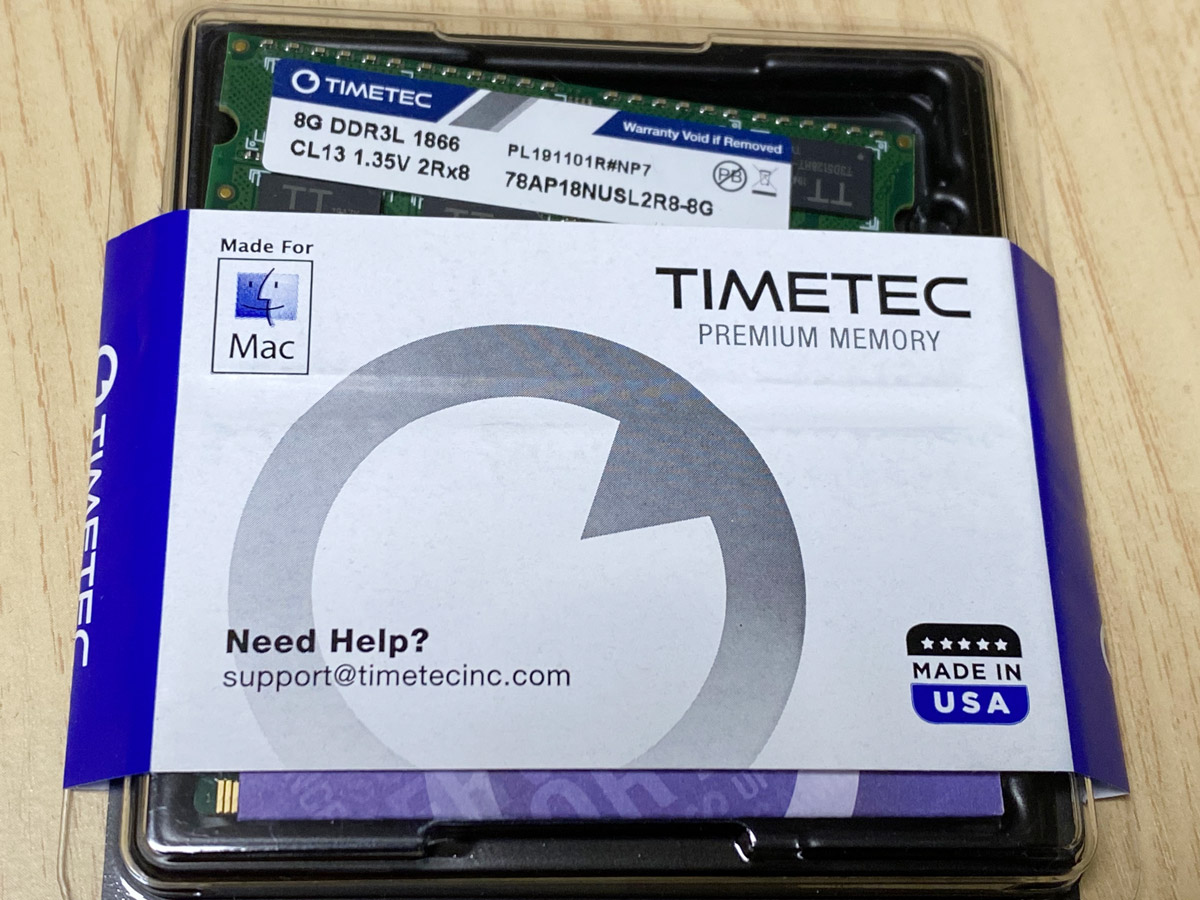 TIMETEC
Warranty Void if Removed
8G DDR3L 1866
CL13 1.35V 2Rx8
PL191101R#NP7
78AP18NUSL2R8-8G
PB
Made For
Mac
TIMETEC
PREMIUM MEMORY
TIMETEC
Need Help?
support@timetecinc.com
MADE IN
USA